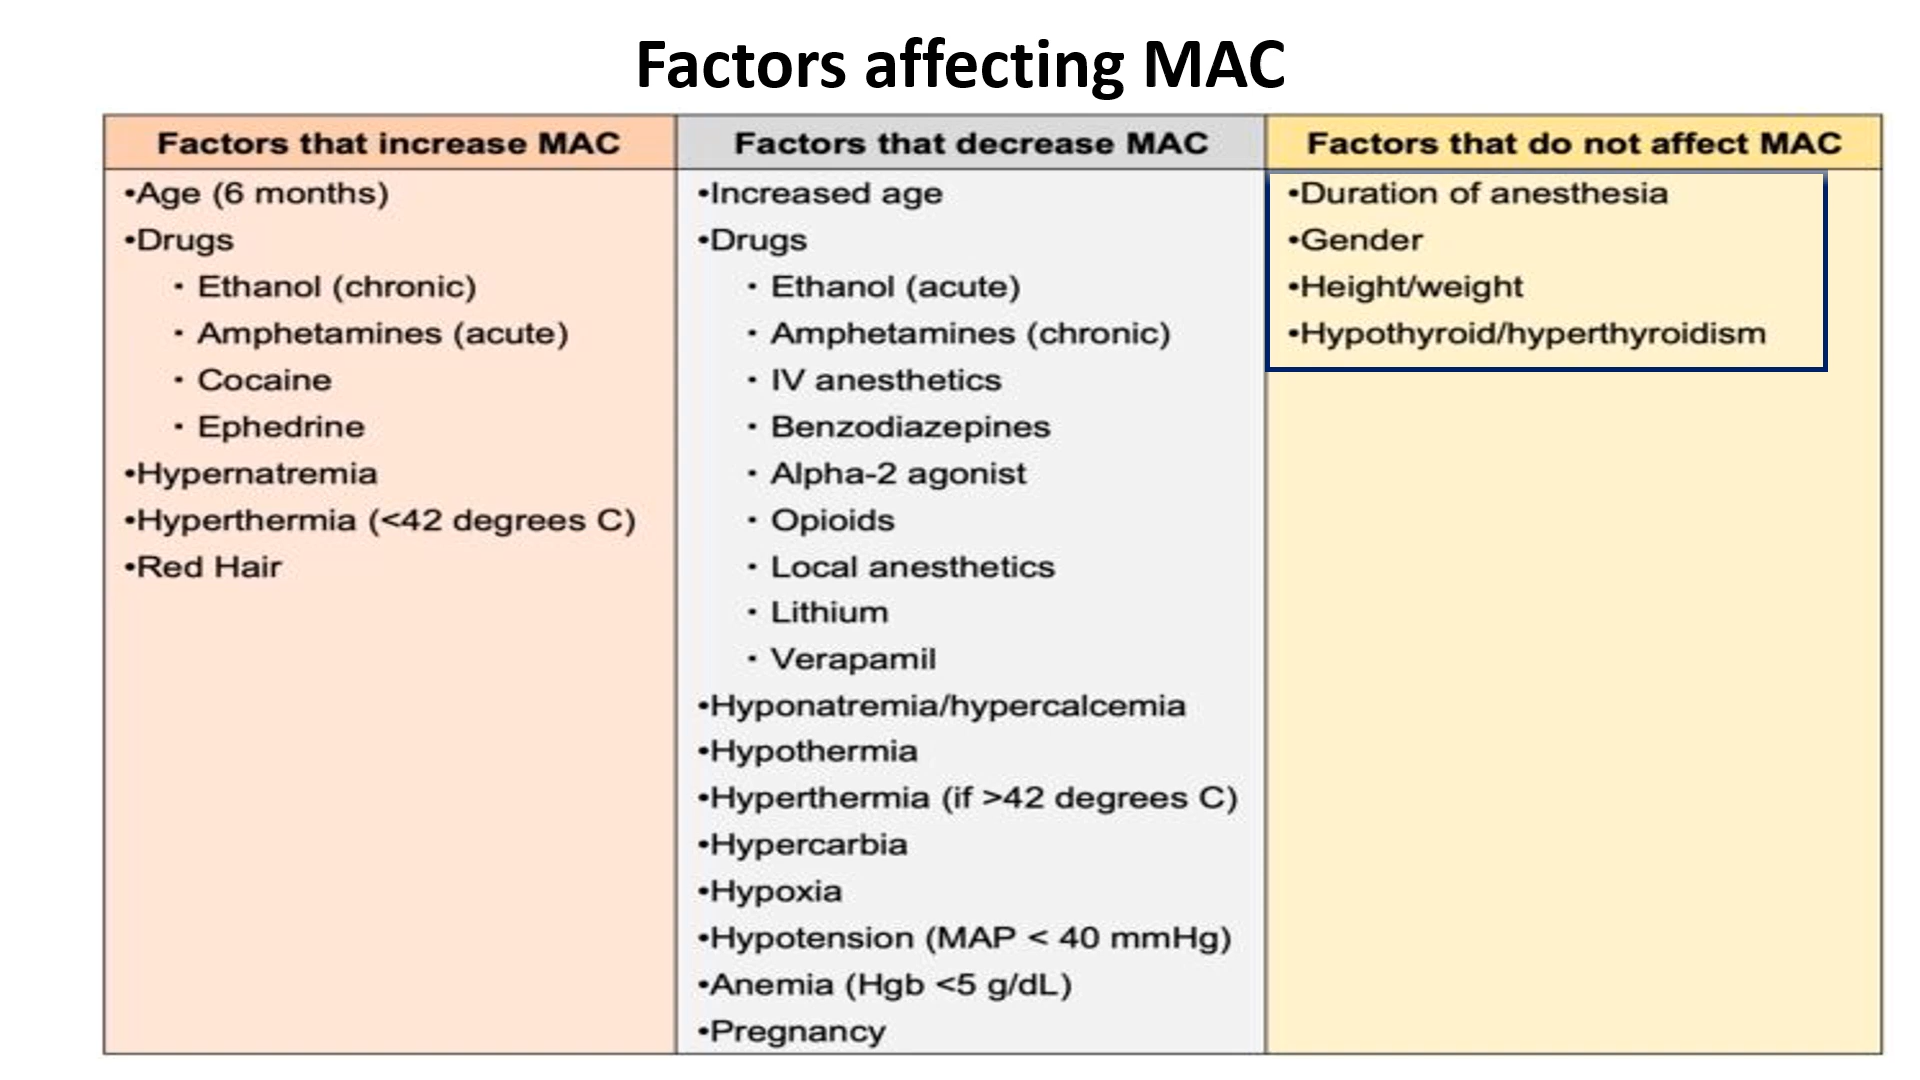 Factors affecting MAC
Factors that increase MAC
•Age (6 months)
•Drugs
• Ethanol (chronic)
• Amphetamines (acute)
• Cocaine
• Ephedrine
•Hypernatremia
•Hyperthermia (<42 degrees C)
•Red Hair
Factors that decrease MAC
•Increased age
•Drugs
• Ethanol (acute)
• Amphetamines (chronic)
• IV anesthetics
• Benzodiazepines
• Alpha-2 agonist
• Opioids
• Local anesthetics
• Lithium
• Verapamil
•Hyponatremia/hypercalcemia
•Hypothermia
•Hyperthermia (if >42 degrees C)
•Hypercarbia
•Hypoxia
•Hypotension (MAP < 40 mmHg)
•Anemia (Hgb <5 g/dL)
•Pregnancy
Factors that do not affect MAC
•Duration of anesthesia
•Gender
•Height/weight
•Hypothyroid/hyperthyroidism